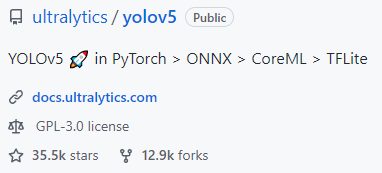 ultralytics / yolov5 Public
YOLOv5 🚀 in PyTorch > ONNX > CoreML > TFLite
docs.ultralytics.com
GPL-3.0 license
35.5k stars 12.9k forks